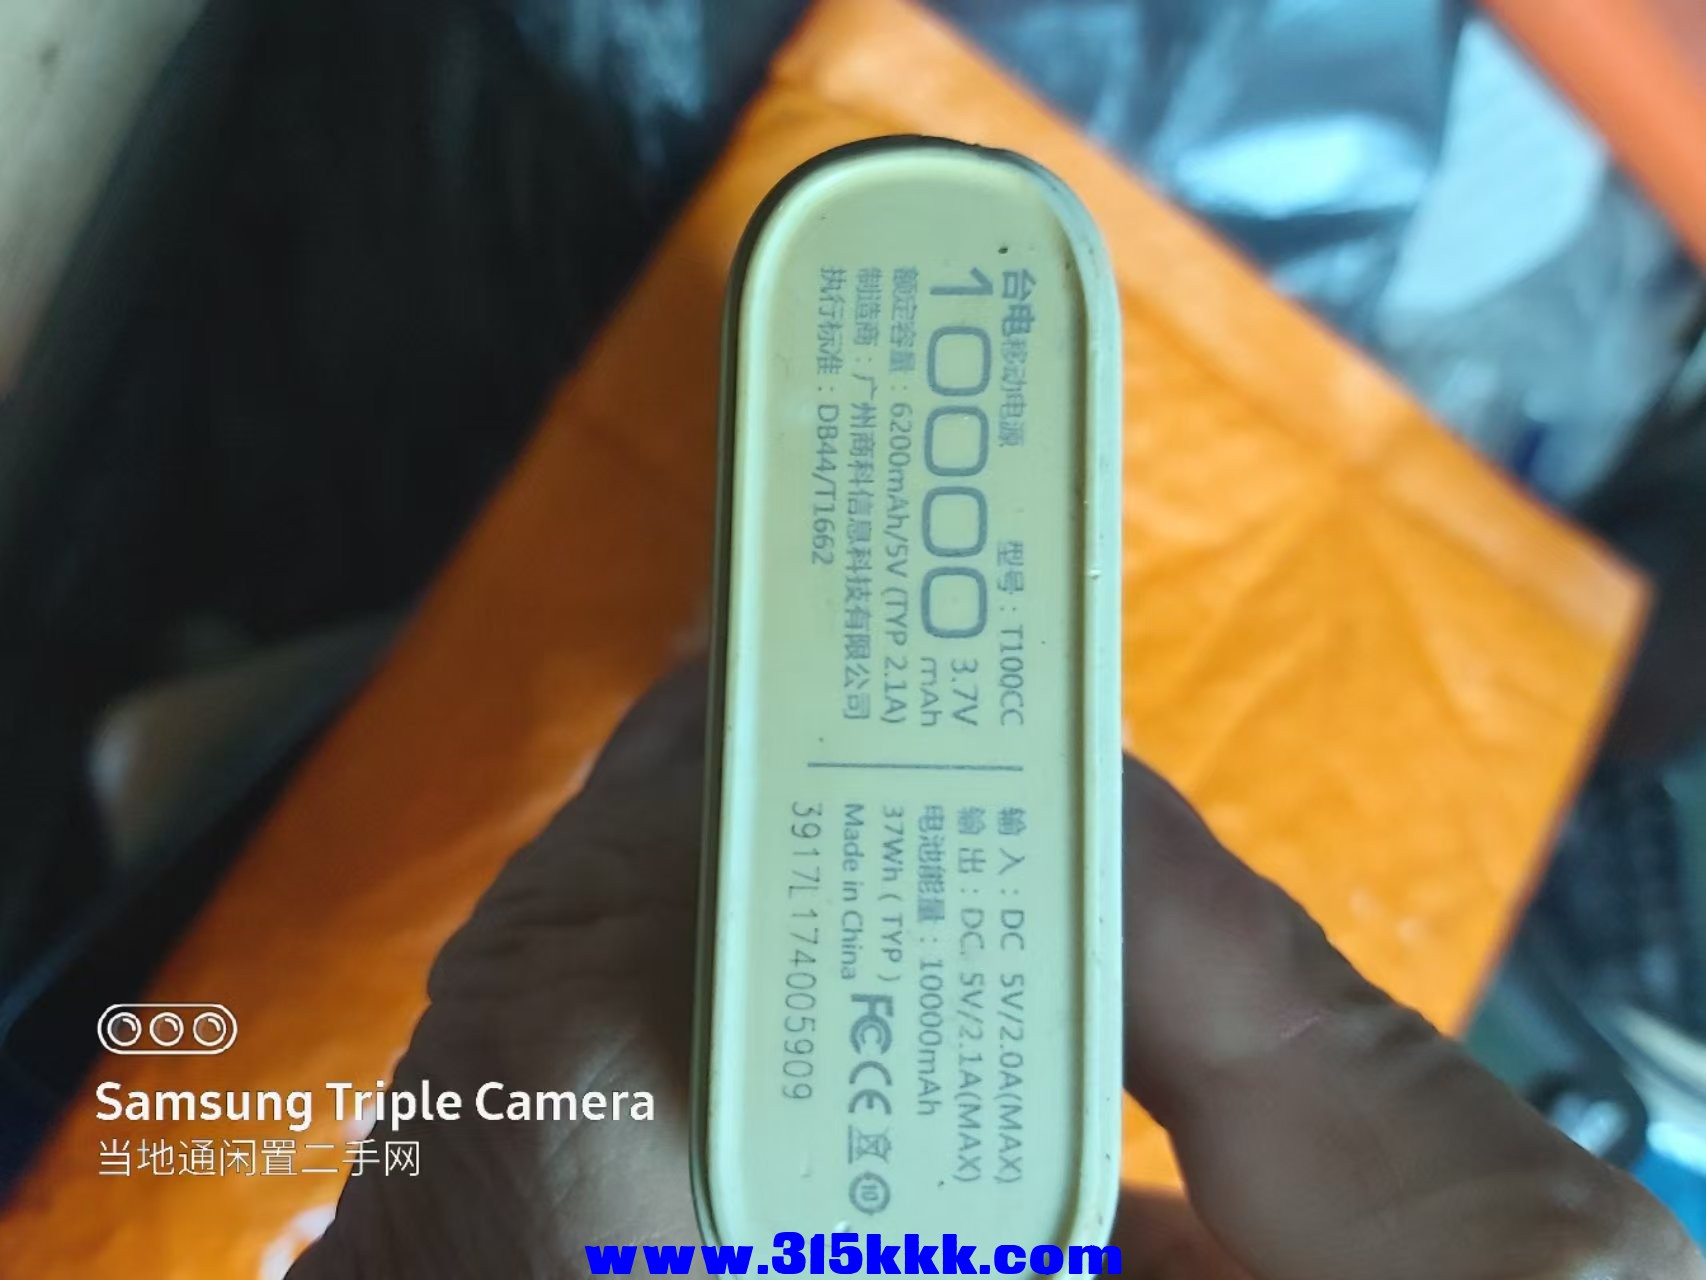 台电移动电源 型号：T100CC
10000 3.7V mAh
额定容量：6200mAh/5V (TYP 2.1A)
制造商：广州商科信息科技有限公司
执行标准：DB44/T1662
输 入：DC 5V/2.0A(MAX)
输 出：DC. 5V/2.1A(MAX)
电池能量：10000mAh
37Wh ( TYP )
Made in China FC CE 10
3917L174005909
Samsung Triple Camera
当地通闲置二手网
www.315kkk.com